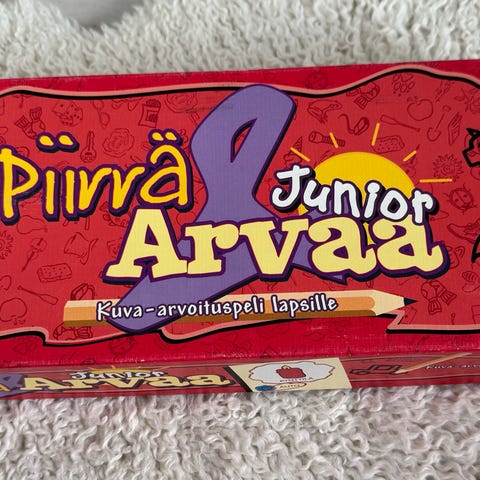 Piirrä
&
Junior
Arvaa
Kuva-arvoituspeli lapsille
Junior
Arvaa